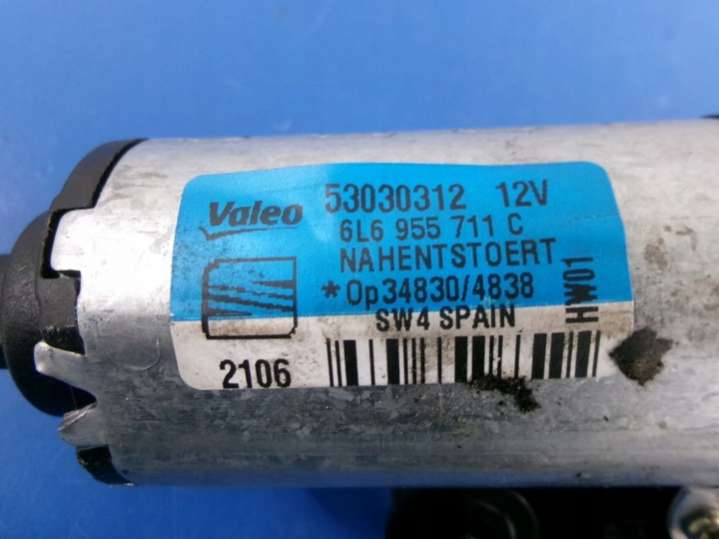 Valeo 53030312 12V
6L6 955 711 C
NAHENTSTOERT
*Op34830/4838
SW4 SPAIN
HW01
2106